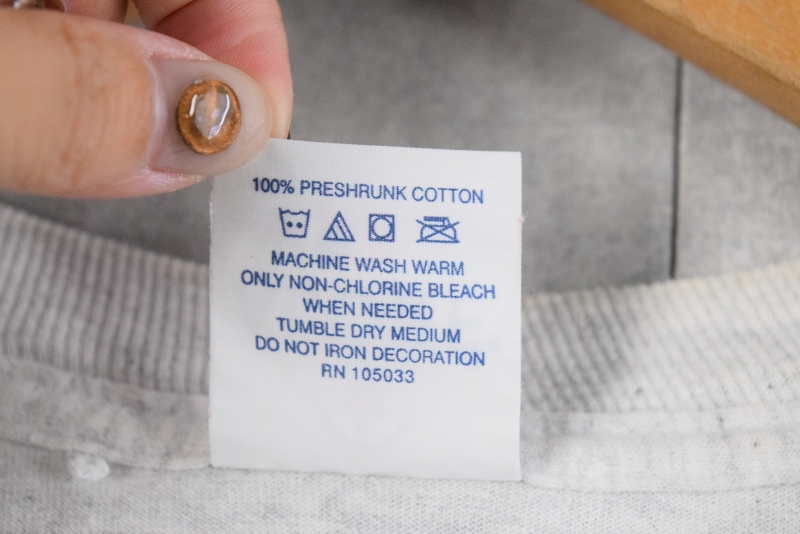 100% PRESHRUNK COTTON
MACHINE WASH WARM
ONLY NON-CHLORINE BLEACH
WHEN NEEDED
TUMBLE DRY MEDIUM
DO NOT IRON DECORATION
RN 105033